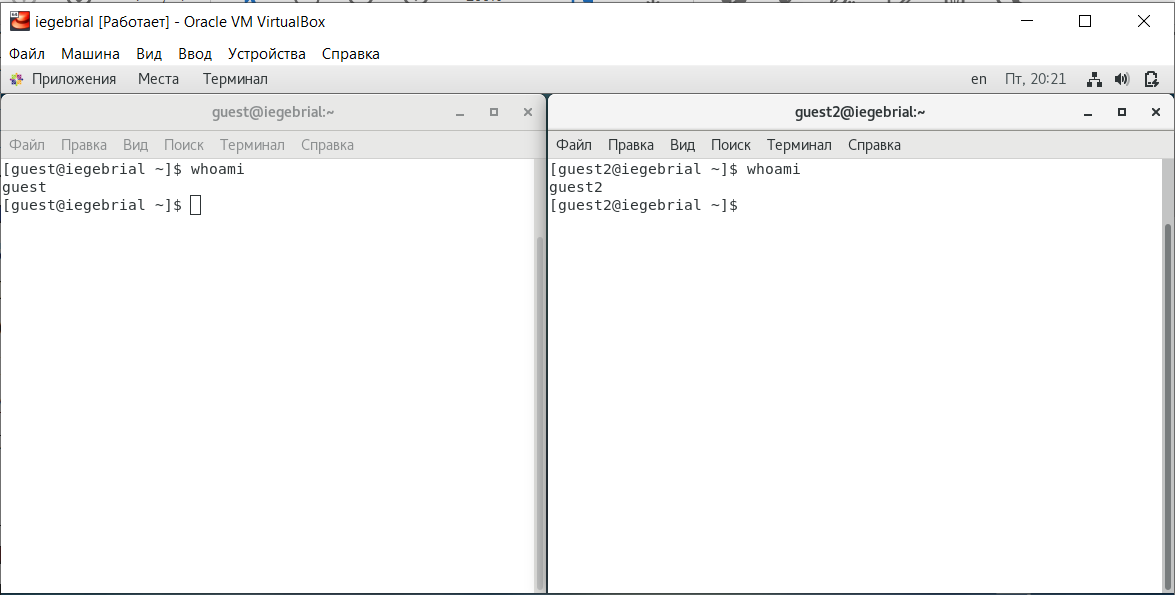 iegebrial [Работает] - Oracle VM VirtualBox
Файл Машина Вид Ввод Устройства Справка
Приложения Места Терминал en Пт, 20:21
guest@iegebrial:~
Файл Правка Вид Поиск Терминал Справка
[guest@iegebrial ~]$ whoami
guest
[guest@iegebrial ~]$
guest2@iegebrial:~
Файл Правка Вид Поиск Терминал Справка
[guest2@iegebrial ~]$ whoami
guest2
[guest2@iegebrial ~]$